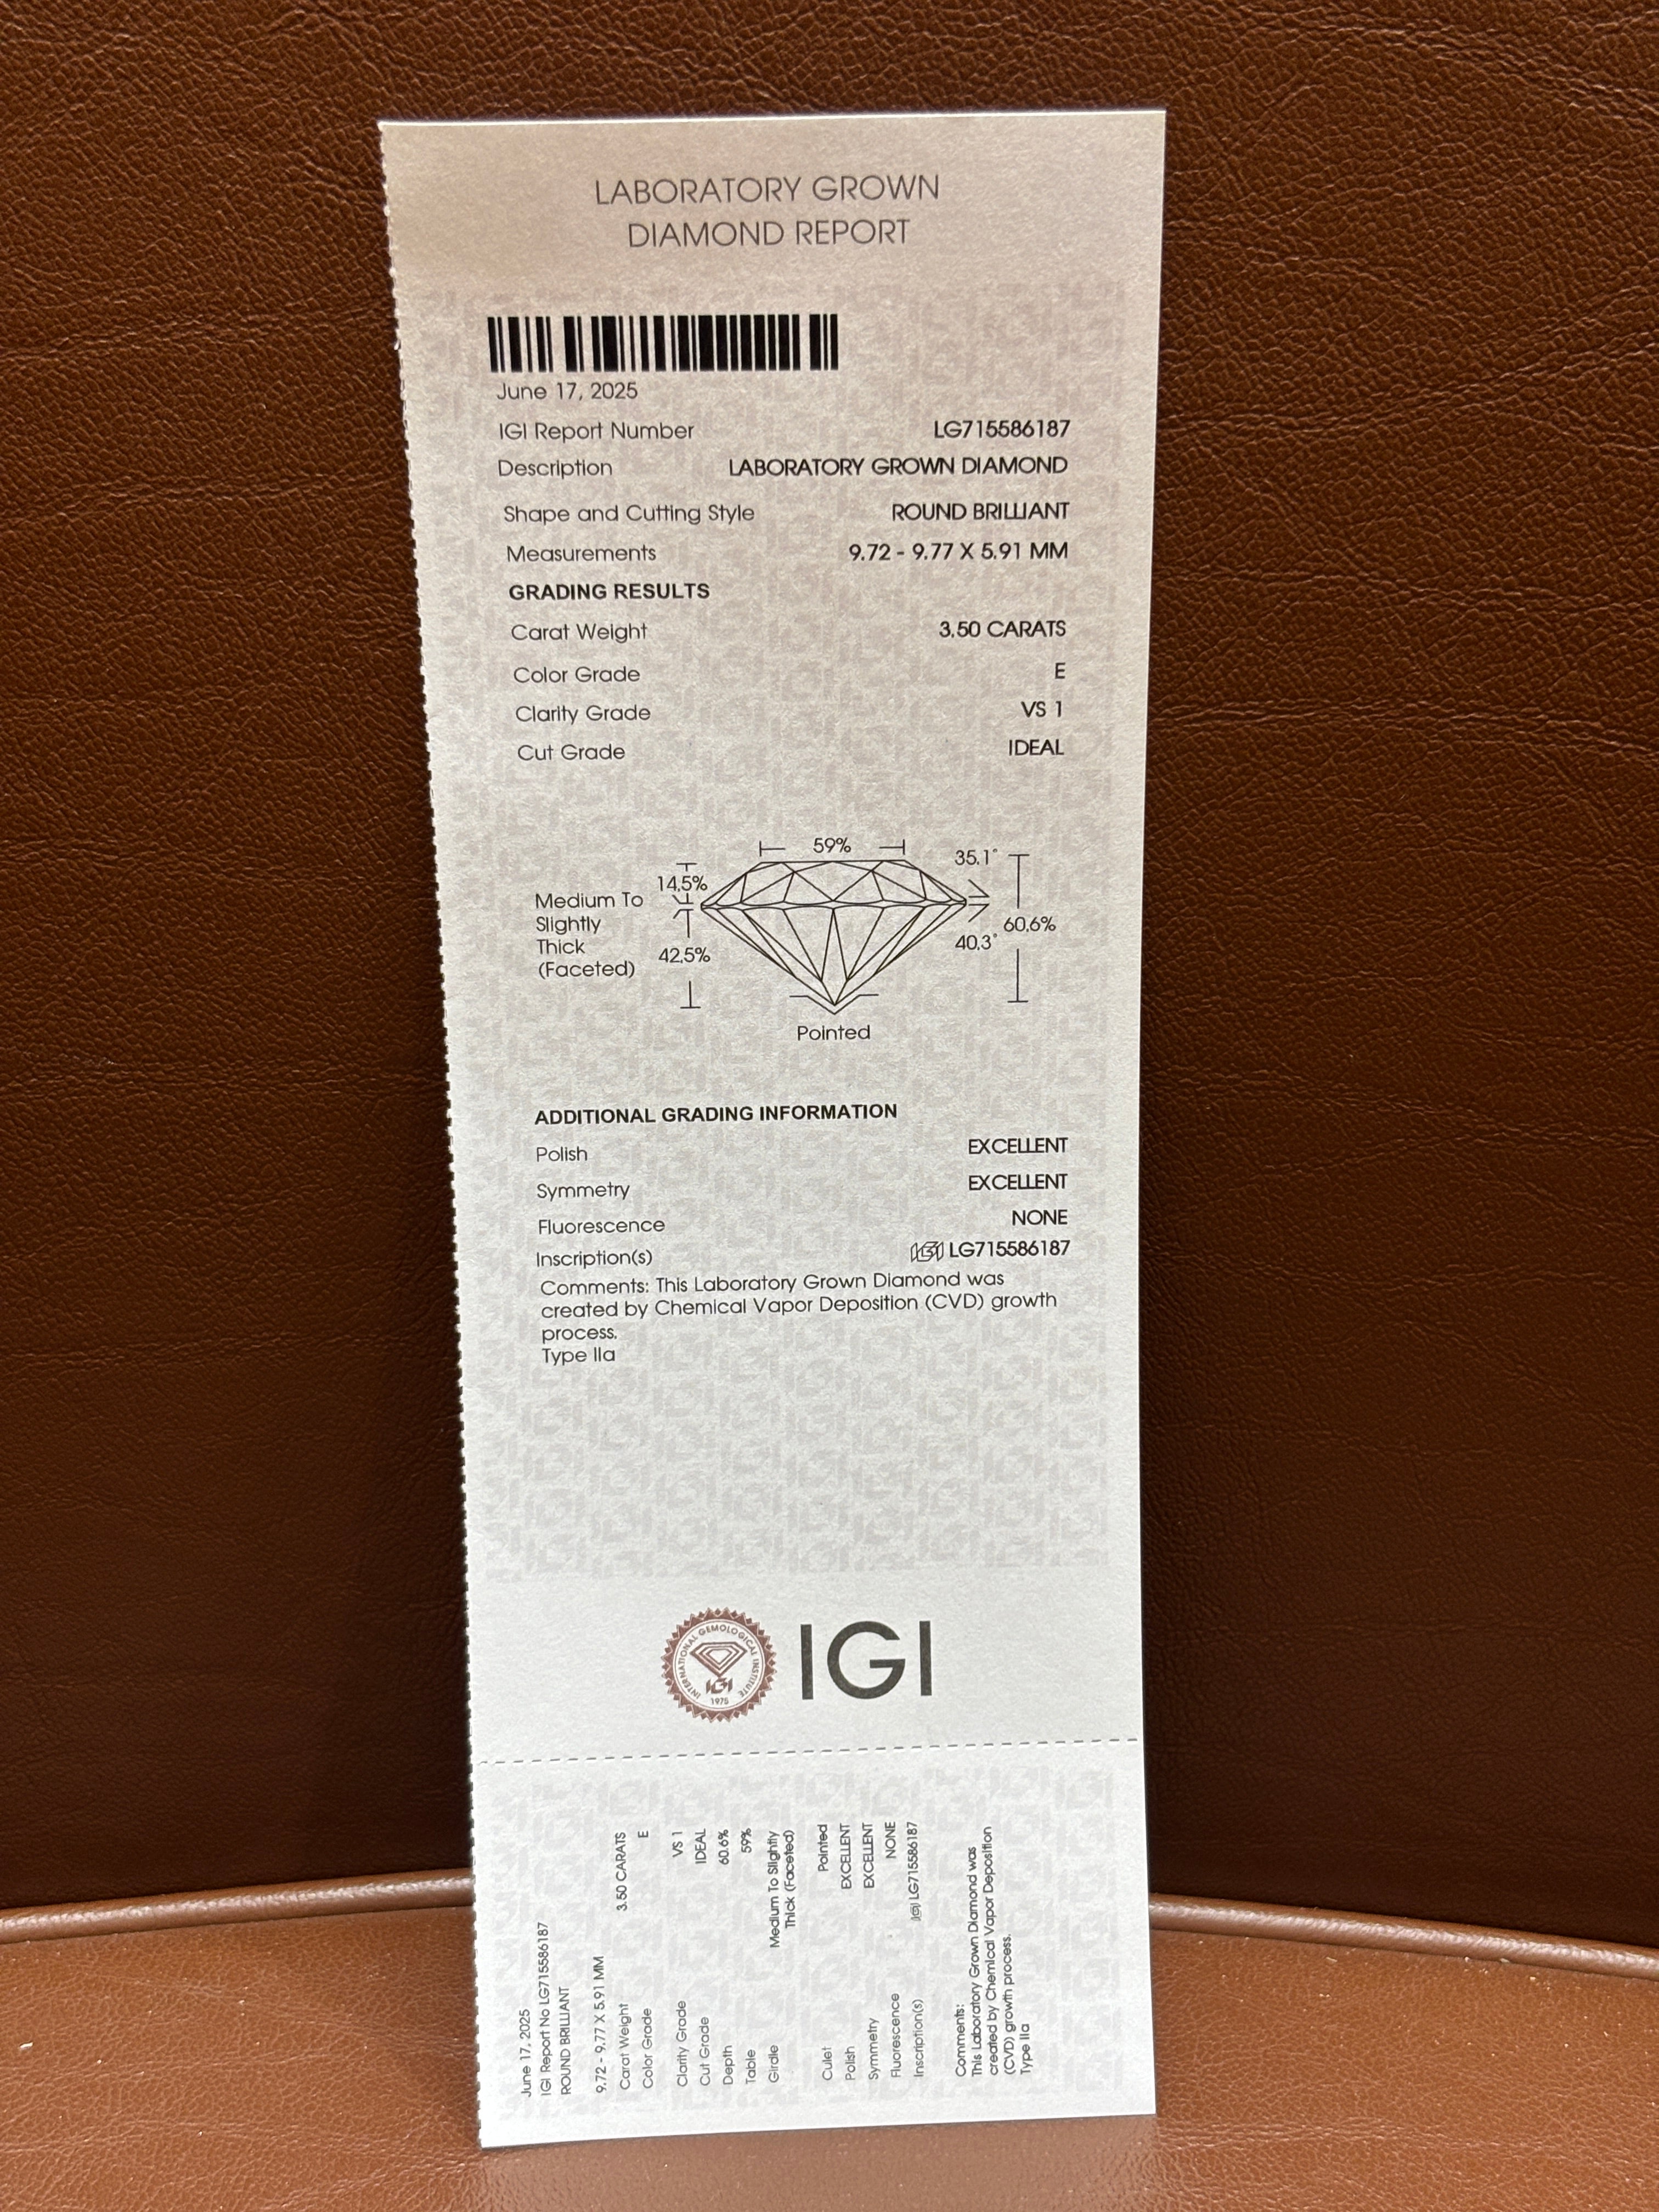 LABORATORY GROWN
DIAMOND REPORT
June 17, 2025
IGI Report Number LG715586187
Description LABORATORY GROWN DIAMOND
Shape and Cutting Style ROUND BRILLIANT
Measurements 9.72 - 9.77 X 5.91 MM
GRADING RESULTS
Carat Weight 3.50 CARATS
Color Grade E
Clarity Grade VS 1
Cut Grade IDEAL
59%
35.1°
14.5%
Medium To
Slightly
Thick
(Faceted)
60.6%
40.3°
42.5%
Pointed
ADDITIONAL GRADING INFORMATION
Polish EXCELLENT
Symmetry EXCELLENT
Fluorescence NONE
Inscription(s) IGI LG715586187
Comments: This Laboratory Grown Diamond was
created by Chemical Vapor Deposition (CVD) growth
process.
Type IIa
INTERNATIONAL GEMOLOGICAL INSTITUTE
IGI
1975
IGI
June 17, 2025
IGI Report No LG715586187
ROUND BRILLIANT
9.72 - 9.77 X 5.91 MM
Carat Weight 3.50 CARATS
Color Grade E
Clarity Grade VS 1
Cut Grade IDEAL
Depth 60.6%
Table 59%
Girdle Medium To Slightly
Thick (Faceted)
Culet Pointed
Polish EXCELLENT
Symmetry EXCELLENT
Fluorescence NONE
Inscription(s) IGI LG715586187
Comments:
This Laboratory Grown Diamond was
created by Chemical Vapor Deposition
(CVD) growth process.
Type IIa